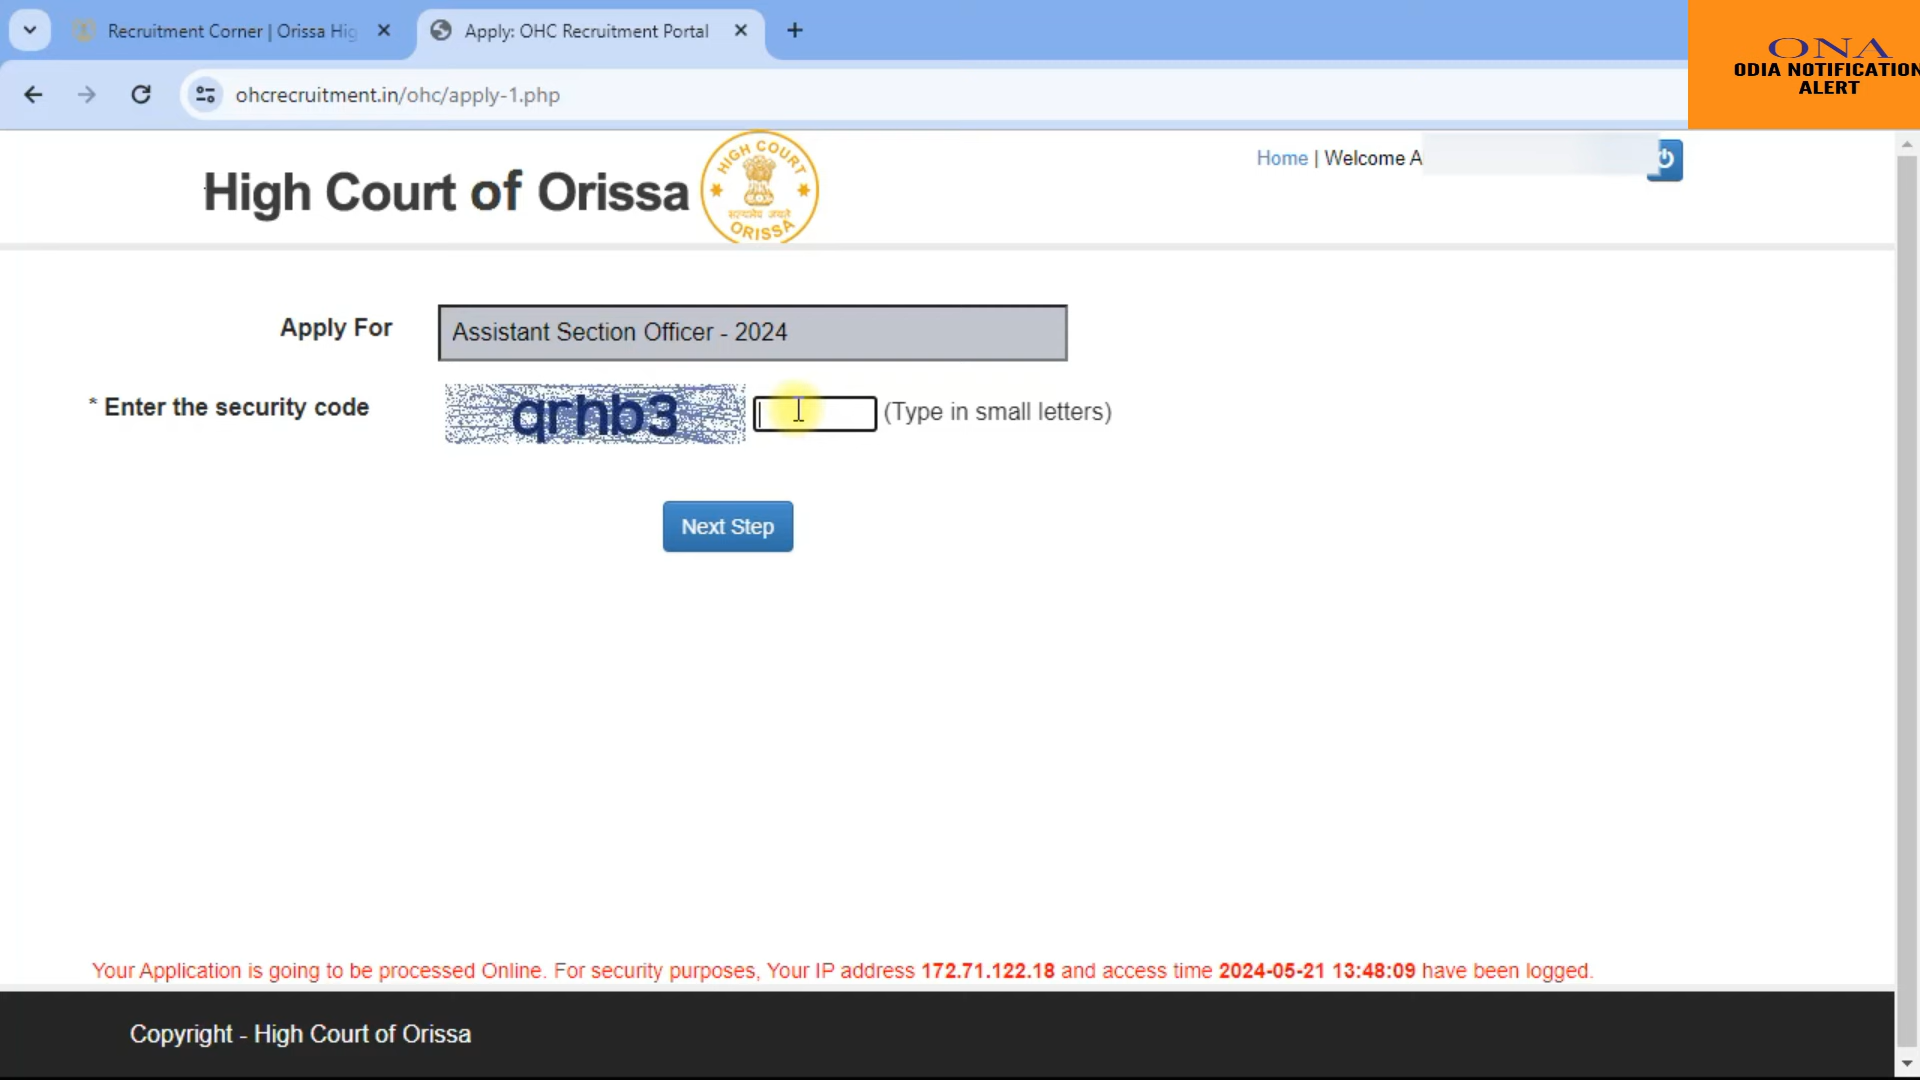 Recruitment Corner | Orissa Hig
Apply: OHC Recruitment Portal
ONA
ODIA NOTIFICATION
ALERT
ohcrecruitment.in/ohc/apply-1.php
High Court of Orissa
HIGH COURT
सत्यमेव जयते
ORISSA
Home | Welcome A
Apply For
Assistant Section Officer - 2024
* Enter the security code
qrhb3
(Type in small letters)
Next Step
Your Application is going to be processed Online. For security purposes, Your IP address 172.71.122.18 and access time 2024-05-21 13:48:09 have been logged.
Copyright - High Court of Orissa